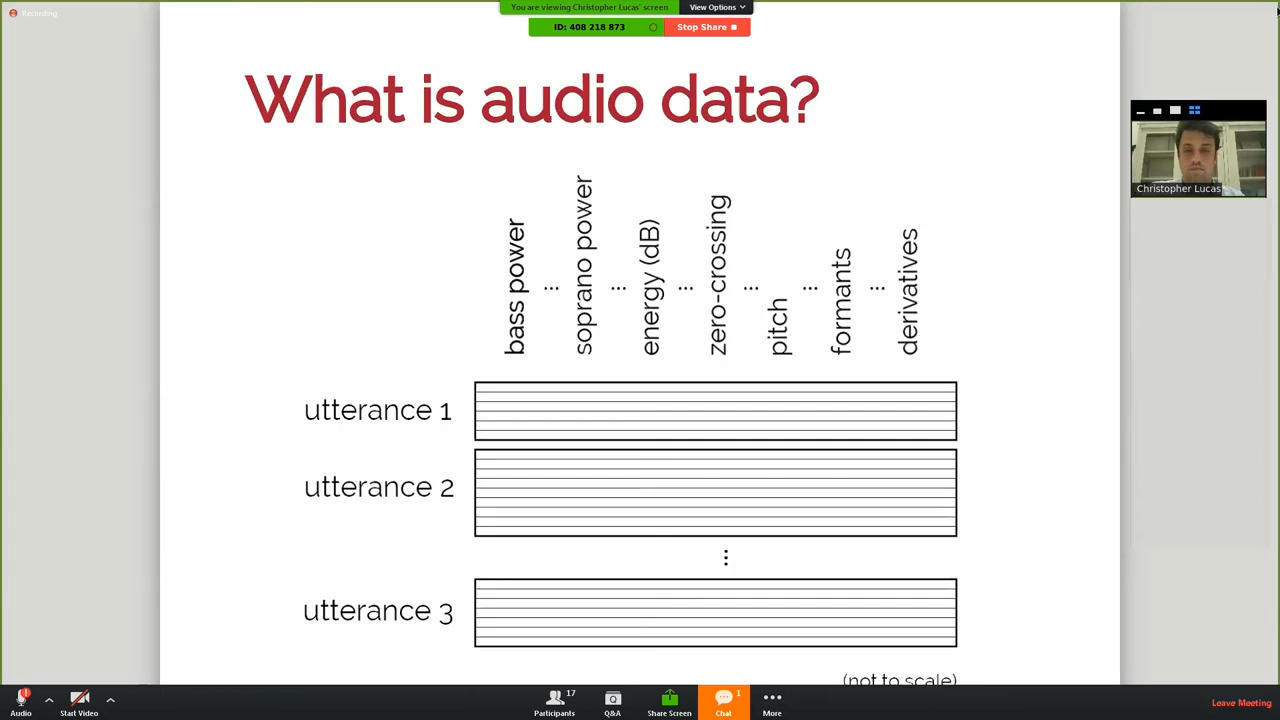 Recording
You are viewing Christopher Lucas' screen
View Options
ID: 408 218 873
Stop Share
What is audio data?
bass power
...
soprano power
...
energy (dB)
...
zero-crossing
...
pitch
...
formants
...
derivatives
Christopher Lucas
utterance 1
utterance 2
...
utterance 3
(not to scale)
Audio
Start Video
Participants
17
Q&A
Share Screen
Chat
1
More
Leave Meeting